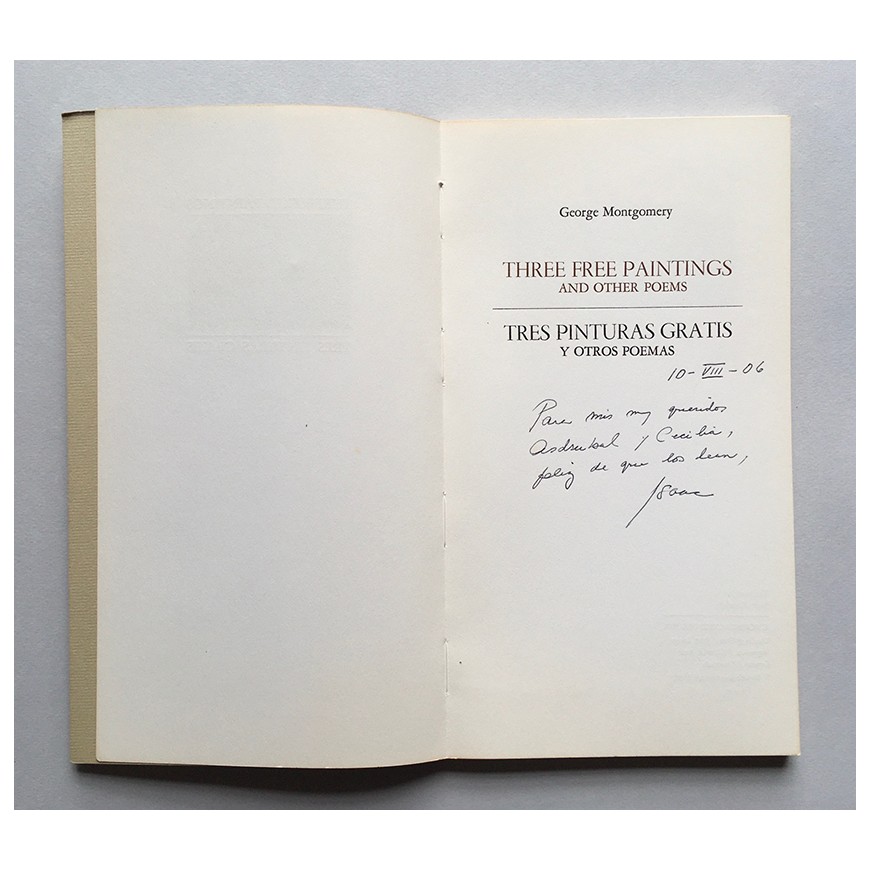 George Montgomery
THREE FREE PAINTINGS
AND OTHER POEMS
TRES PINTURAS GRATIS
Y OTROS POEMAS
10-VIII-06
Para mis muy queridos
Asdrubal y Cecilia,
feliz de que los lean,
Isaac